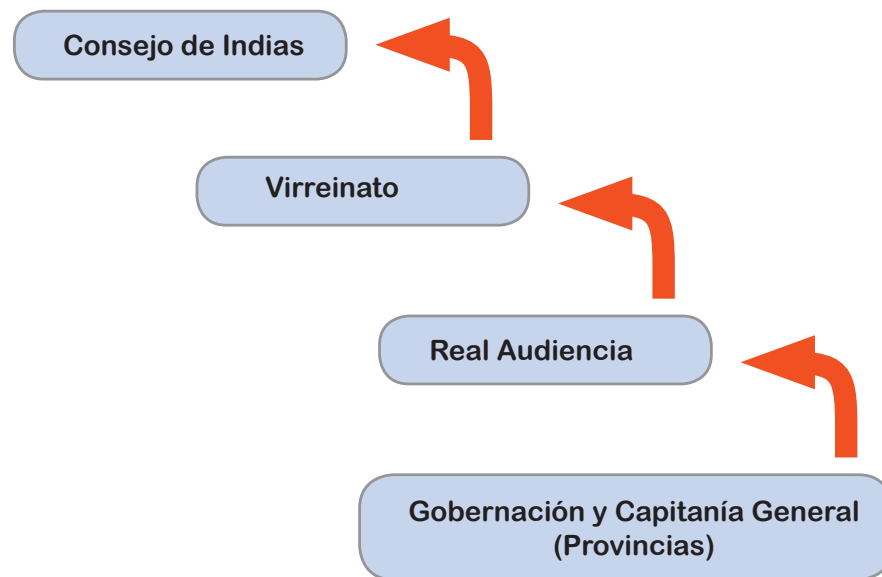 Consejo de Indias
Virreinato
Real Audiencia
Gobernación y Capitanía General
(Provincias)